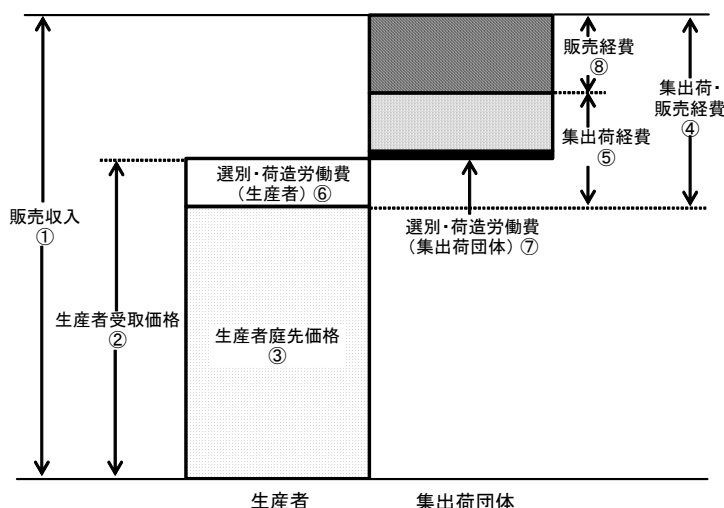 販売経費
⑧
集出荷・
販売経費
④
集出荷経費
⑤
選別・荷造労働費
（生産者）⑥
販売収入
①
選別・荷造労働費
（集出荷団体）⑦
生産者受取価格
②
生産者庭先価格
③
生産者
集出荷団体